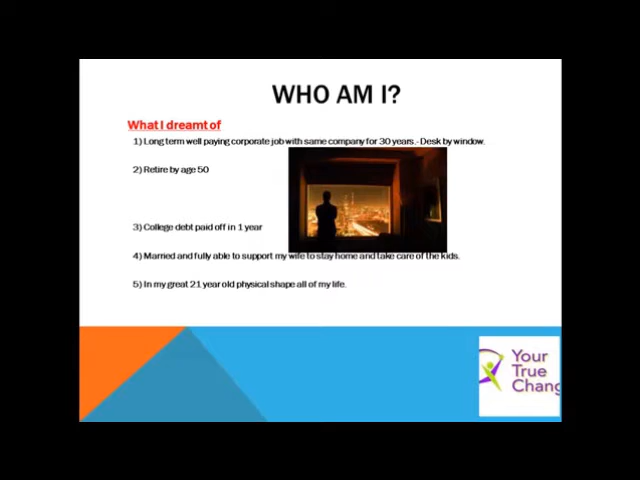 WHO AM I?
What I dreamt of
1) Long term well paying corporate job with same company for 30 years.- Desk by window.
2) Retire by age 50
3) College debt paid off in 1 year
4) Married and fully able to support my wife to stay home and take care of the kids.
5) In my great 21 year old physical shape all of my life.
Your
True
Chang